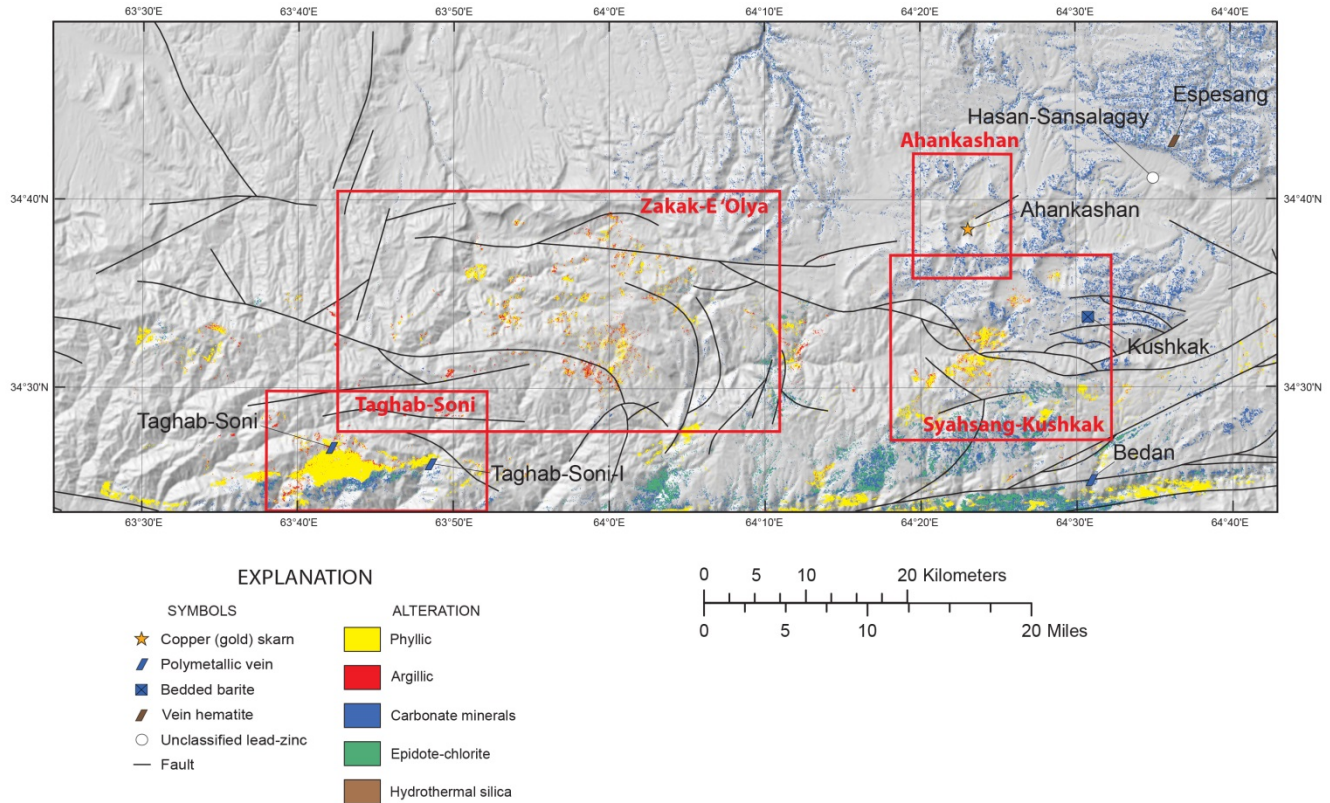 63°30'E 63°40'E 63°50'E 64°0'E 64°10'E 64°20'E 64°30'E 64°40'E
Espesang
Hasan-Sansalagay
Ahankashan
34°40'N 34°40'N
Zakak-E 'Olya
Ahankashan
Kushkak
34°30'N 34°30'N
Taghab-Soni
Taghab-Soni
Syahsang-Kushkak
Bedan
Taghab-Soni-I
63°30'E 63°40'E 63°50'E 64°0'E 64°10'E 64°20'E 64°30'E 64°40'E
EXPLANATION
SYMBOLS
Copper (gold) skarn
Polymetallic vein
Bedded barite
Vein hematite
Unclassified lead-zinc
Fault
ALTERATION
Phyllic
Argillic
Carbonate minerals
Epidote-chlorite
Hydrothermal silica
0 5 10 20 Kilometers
0 5 10 20 Miles